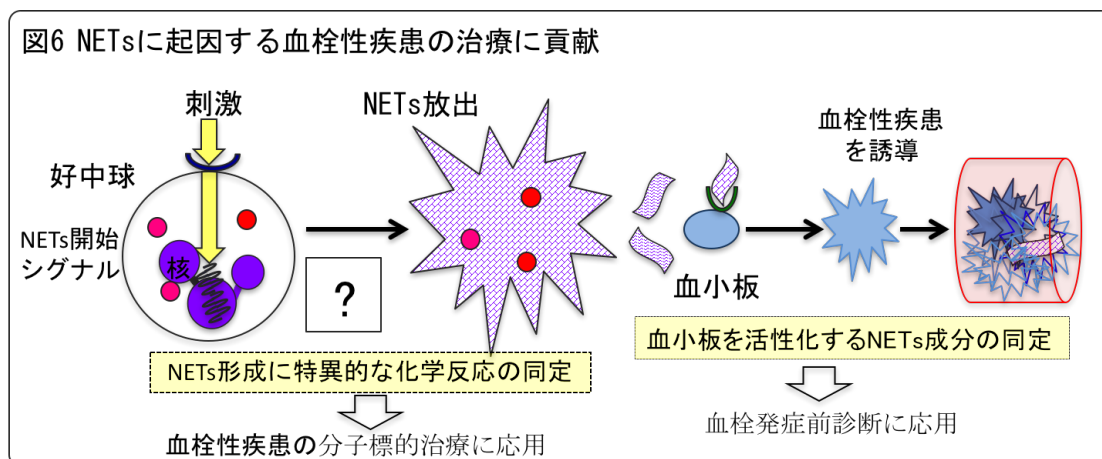 図6 NETsに起因する血栓性疾患の治療に貢献
刺激
好中球
NETs開始
シグナル
核
?
NETs放出
血小板
血栓性疾患
を誘導
NETs形成に特異的な化学反応の同定
血栓性疾患の分子標的治療に応用
血小板を活性化するNETs成分の同定
血栓発症前診断に応用